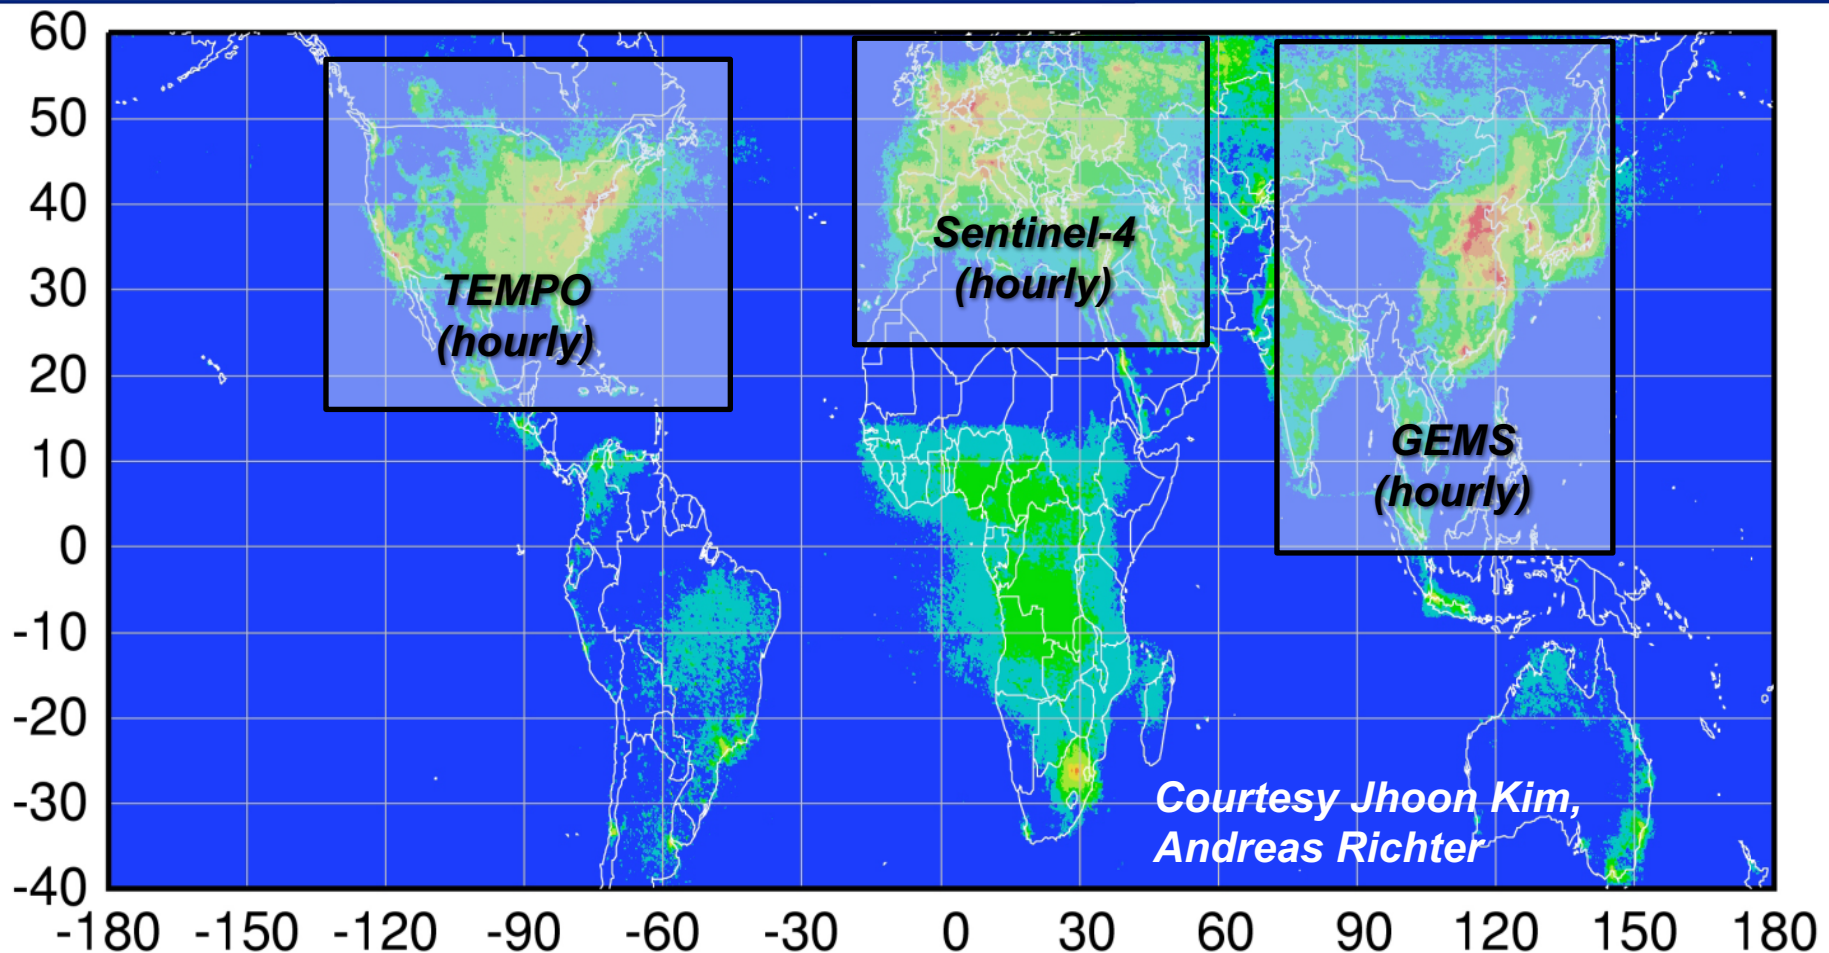 60
50
40
30
20
10
0
-10
-20
-30
-40
TEMPO
(hourly)
Sentinel-4
(hourly)
GEMS
(hourly)
Courtesy Jhoon Kim,
Andreas Richter
-180 -150 -120 -90 -60 -30 0 30 60 90 120 150 180